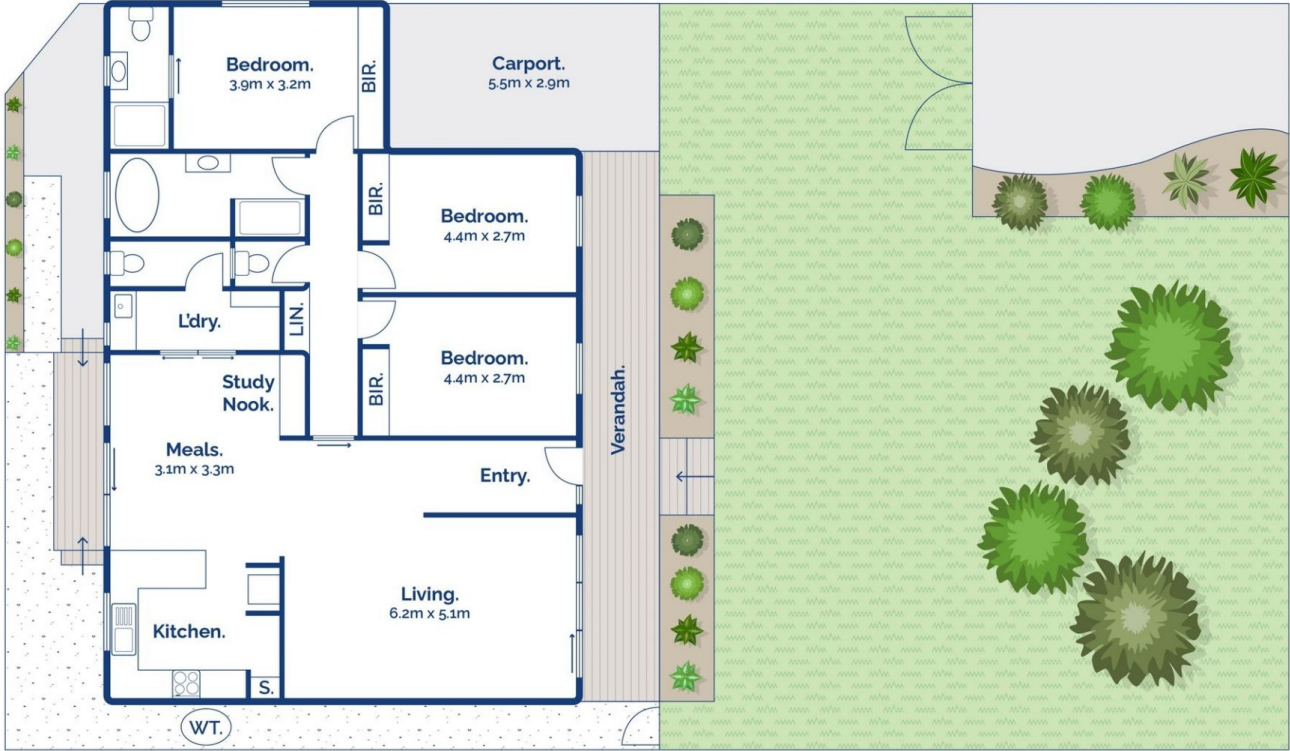 Bedroom.
3.9m x 3.2m
BIR.
Carport.
5.5m x 2.9m
BIR.
Bedroom.
4.4m x 2.7m
L'dry.
LIN.
Bedroom.
4.4m x 2.7m
BIR.
Study
Nook.
Verandah.
Meals.
3.1m x 3.3m
Entry.
Living.
6.2m x 5.1m
Kitchen.
S.
WT.